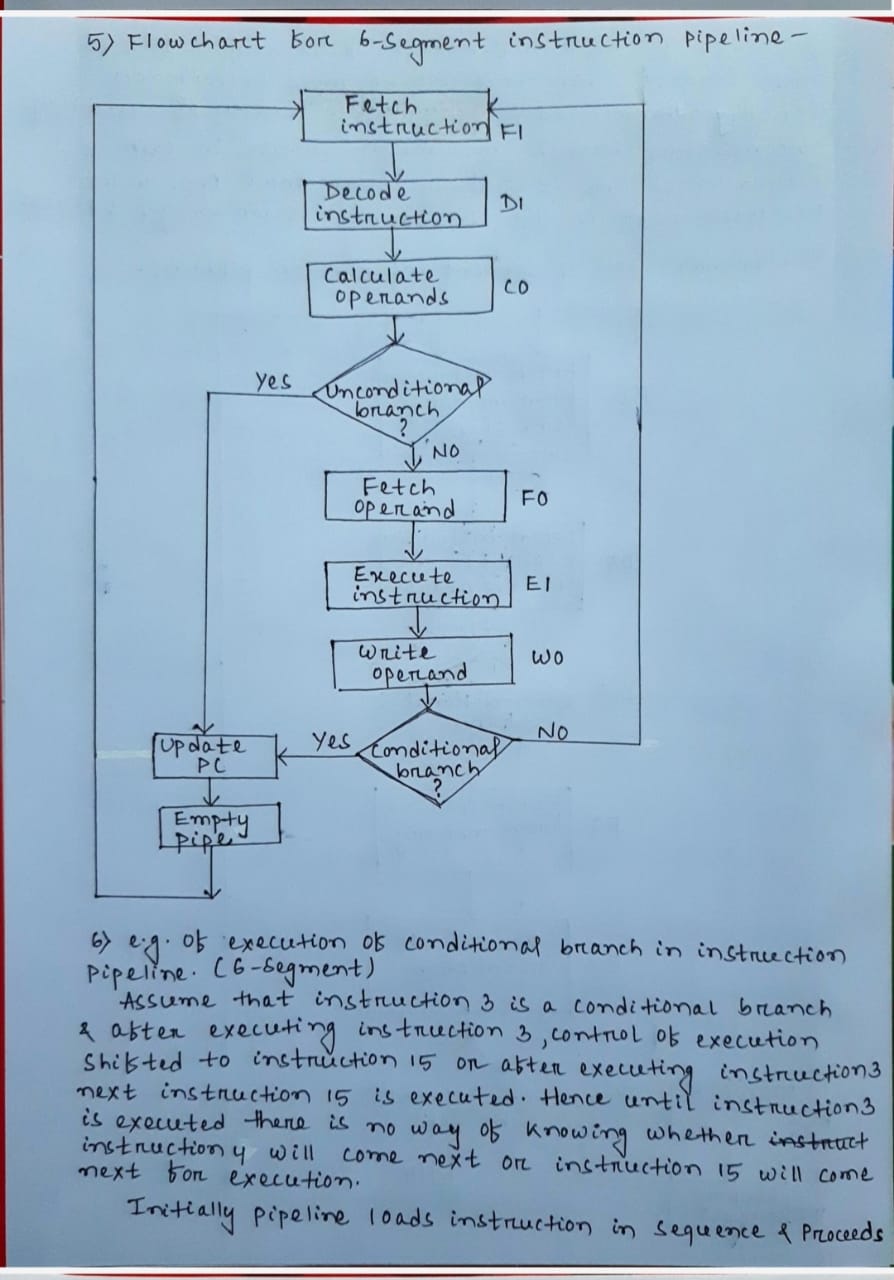 5) Flowchart for 6-segment instruction pipeline-
Fetch
instruction
FI
Decode
instruction
DI
Calculate
operands
CO
Yes
Unconditional
branch
?
NO
Fetch
operand
FO
Execute
instruction
EI
Write
operand
WO
Update
PC
Yes
Conditional
branch
?
No
Empty
pipe
6) e.g. of execution of conditional branch in instruction
pipeline. (6-segment)
Assume that instruction 3 is a conditional branch
& after executing instruction 3, control of execution
shifted to instruction 15 or after executing instruction3
next instruction 15 is executed. Hence until instruction3
is executed there is no way of knowing whether instruct
instruction 4 will come next or instruction 15 will come
next for execution.
Initially pipeline loads instruction in sequence & Proceeds